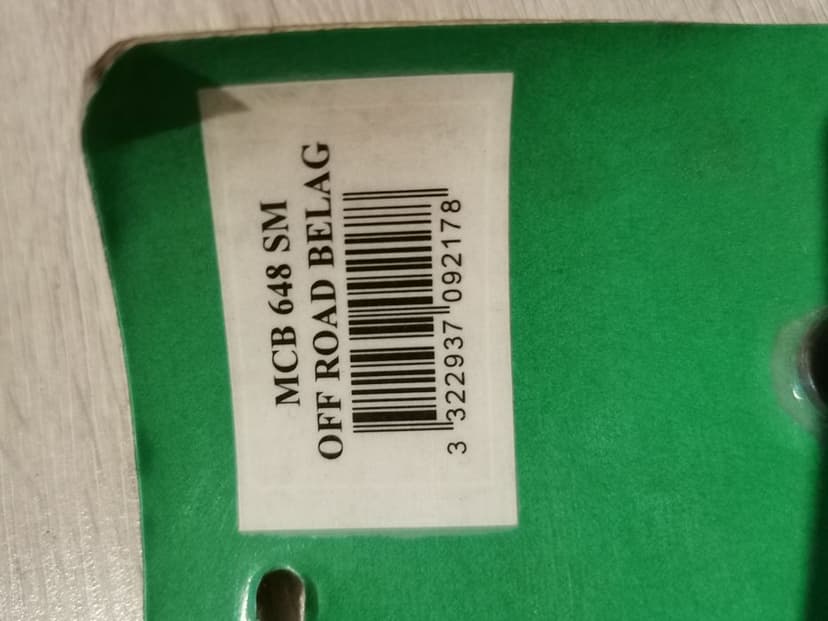 MCB 648 SM
OFF ROAD BELAG
3 322937 092178